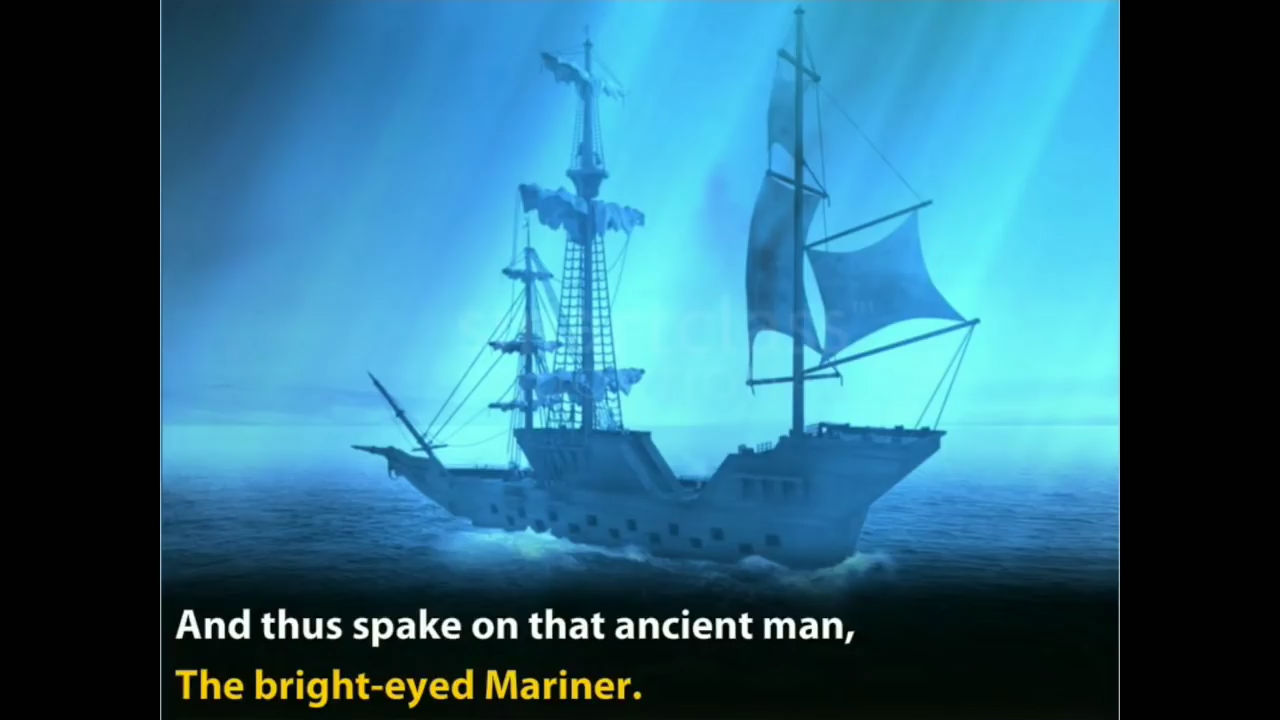 And thus spake on that ancient man,
The bright-eyed Mariner.